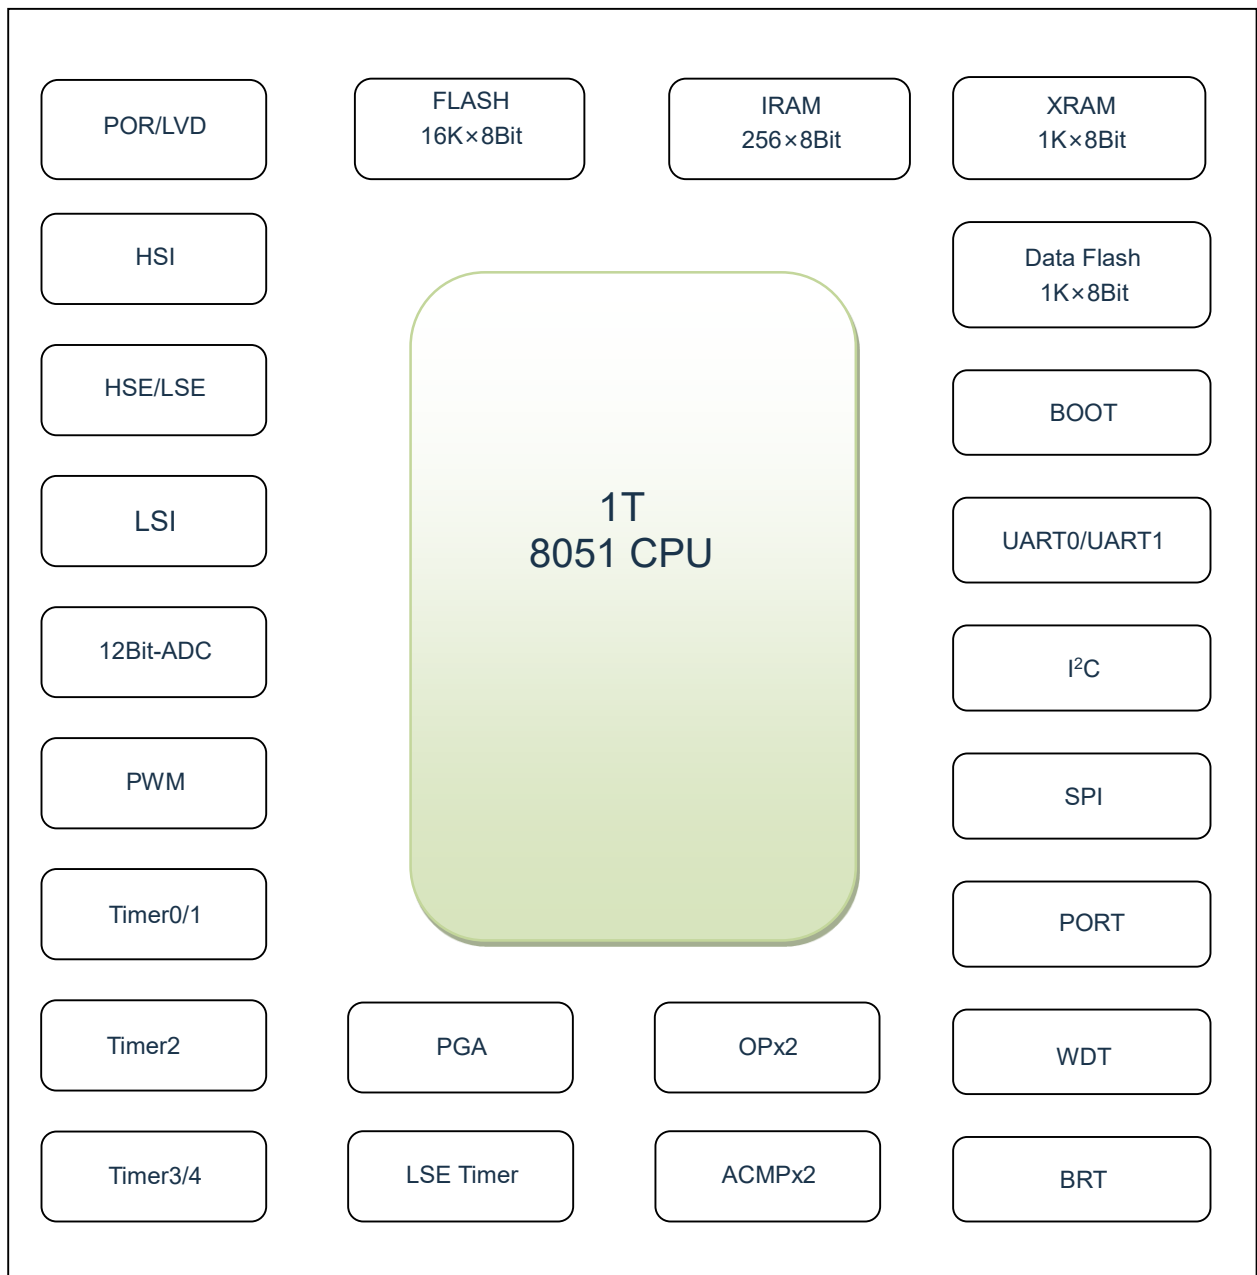 POR/LVD
FLASH
16K×8Bit
IRAM
256×8Bit
XRAM
1K×8Bit
HSI
Data Flash
1K×8Bit
HSE/LSE
BOOT
LSI
1T
8051 CPU
UART0/UART1
12Bit-ADC
I²C
PWM
SPI
Timer0/1
PORT
Timer2
PGA
OPx2
WDT
Timer3/4
LSE Timer
ACMPx2
BRT